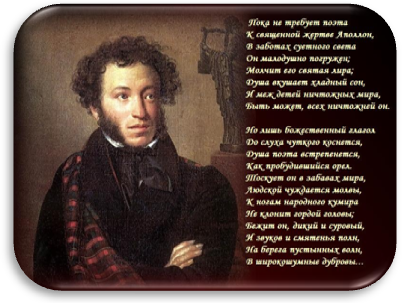 Пока не требует поэта
К священной жертве Аполлон,
В заботах суетного света
Он малодушно погружен;
Молчит его святая лира;
Душа вкушает хладный сон,
И меж детей ничтожных мира,
Быть может, всех ничтожней он.
Но лишь божественный глагол
До слуха чуткого коснется,
Душа поэта встрепенется,
Как пробудившийся орел.
Тоскует он в забавах мира,
Людской чуждается молвы,
К ногам народного кумира
Не клонит гордой головы;
Бежит он, дикий и суровый,
И звуков и смятенья полн,
На берега пустынных волн,
В широкошумные дубровы...